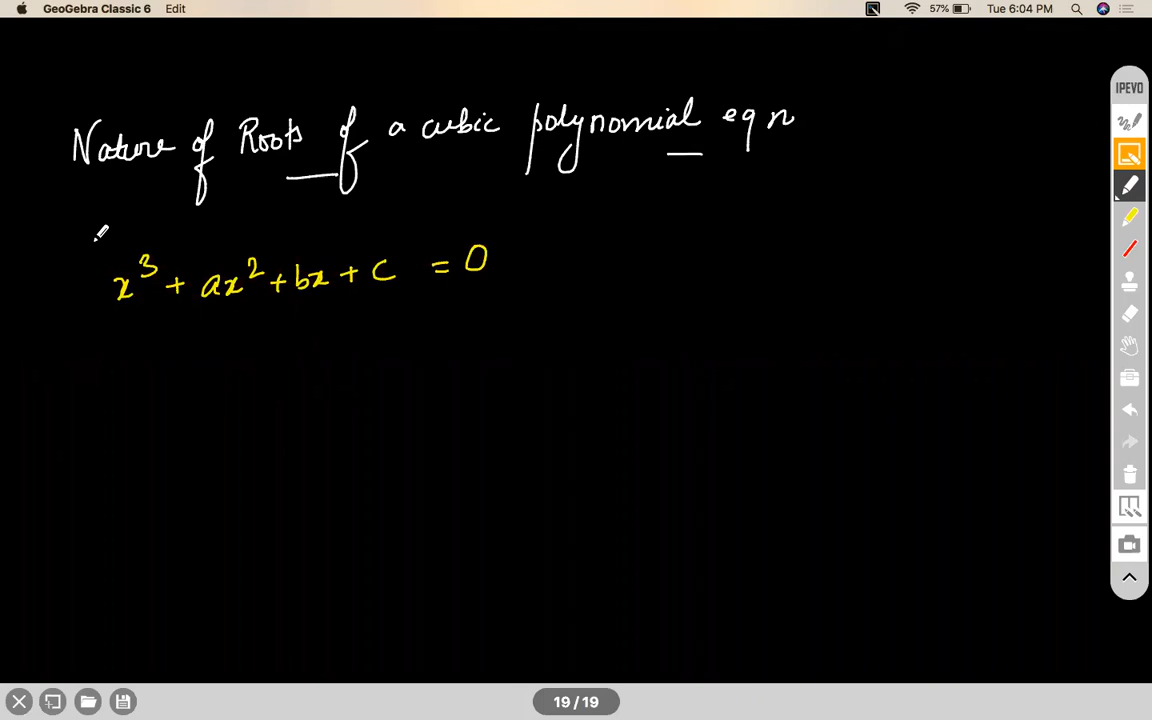 GeoGebra Classic 6 Edit 57% Tue 6:04 PM
IPEVO
Nature of Roots of a cubic polynomial eqn
x³ + ax² + bx + c = 0
19 / 19